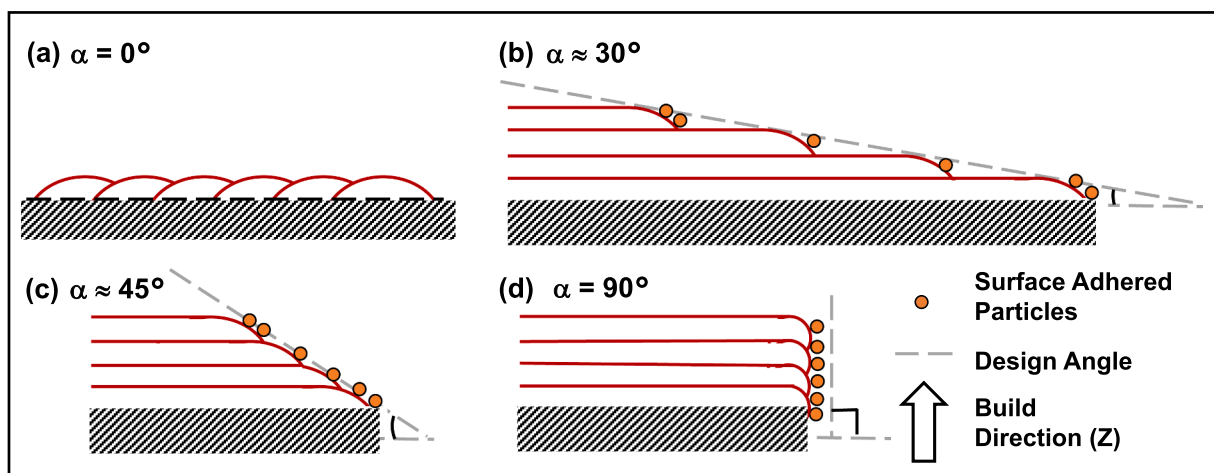 (a) α = 0°
(b) α ≈ 30°
(c) α ≈ 45°
(d) α = 90°
Surface Adhered
Particles
Design Angle
Build
Direction (Z)